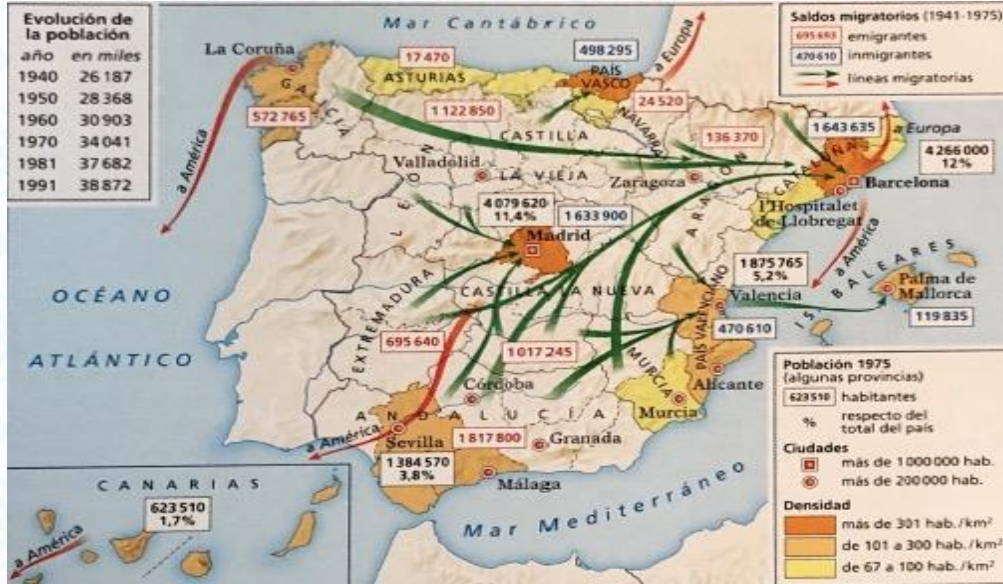 Evolución de
la población
año en miles
1940 26 187
1950 28 368
1960 30 903
1970 34 041
1981 37 682
1991 38 872
Mar Cantábrico
Saldos migratorios (1941-1975)
695 693 emigrantes
470 610 inmigrantes
líneas migratorias
La Coruña
17 470
ASTURIAS
498 295
PAÍS
VASCO
a Europa
GALICIA
572 765
1 122 850
24 520
NAVARRA
136 370
1 643 635
a Europa
CASTILLA
LA VIEJA
Valladolid
LEÓN
Zaragoza
ARAGÓN
CATALUÑA
4 266 000
12%
Barcelona
l'Hospitalet
de Llobregat
a América
4 079 620
11,4%
1 633 900
Madrid
a América
IS. BALEARES
Palma de
Mallorca
119 835
OCÉANO
ATLÁNTICO
EXTREMADURA
CASTILLA LA NUEVA
1 875 765
5,2%
Valencia
PAÍS VALENCIANO
470 610
695 640
1 017 245
MURCIA
Alicante
Murcia
Córdoba
ANDALUCÍA
a América
Sevilla
1 817 800
Granada
1 384 570
3,8%
Málaga
Mar Mediterráneo
CANARIAS
623 510
1,7%
a América
Población 1975
(algunas provincias)
623 510 habitantes
% respecto del
total del país
Ciudades
más de 1 000 000 hab.
más de 200 000 hab.
Densidad
más de 301 hab./km²
de 101 a 300 hab./km²
de 67 a 100 hab./km²